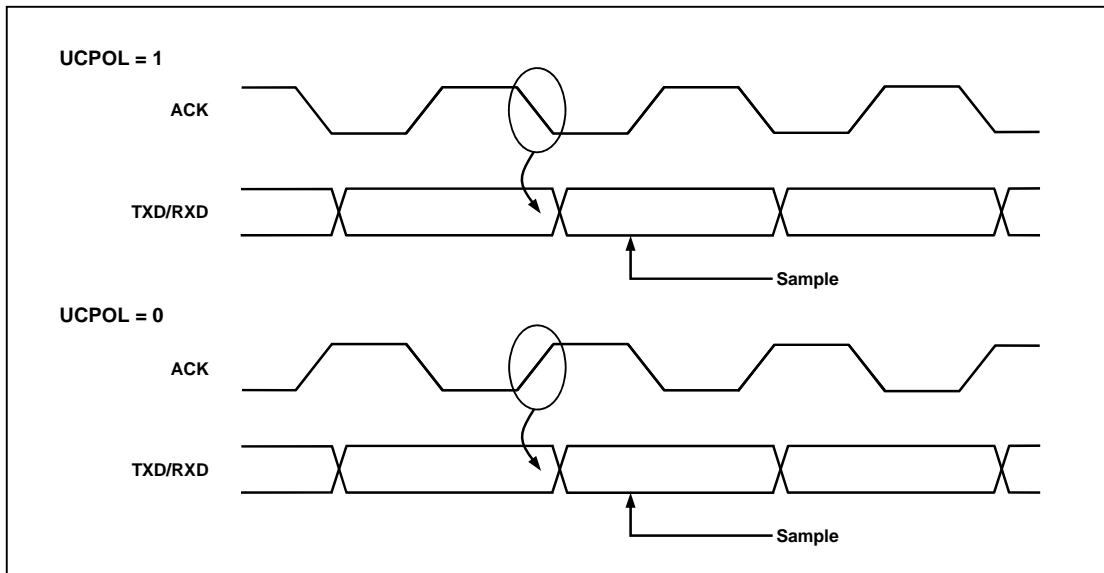 UCPOL = 1
ACK
TXD/RXD
Sample
UCPOL = 0
ACK
TXD/RXD
Sample